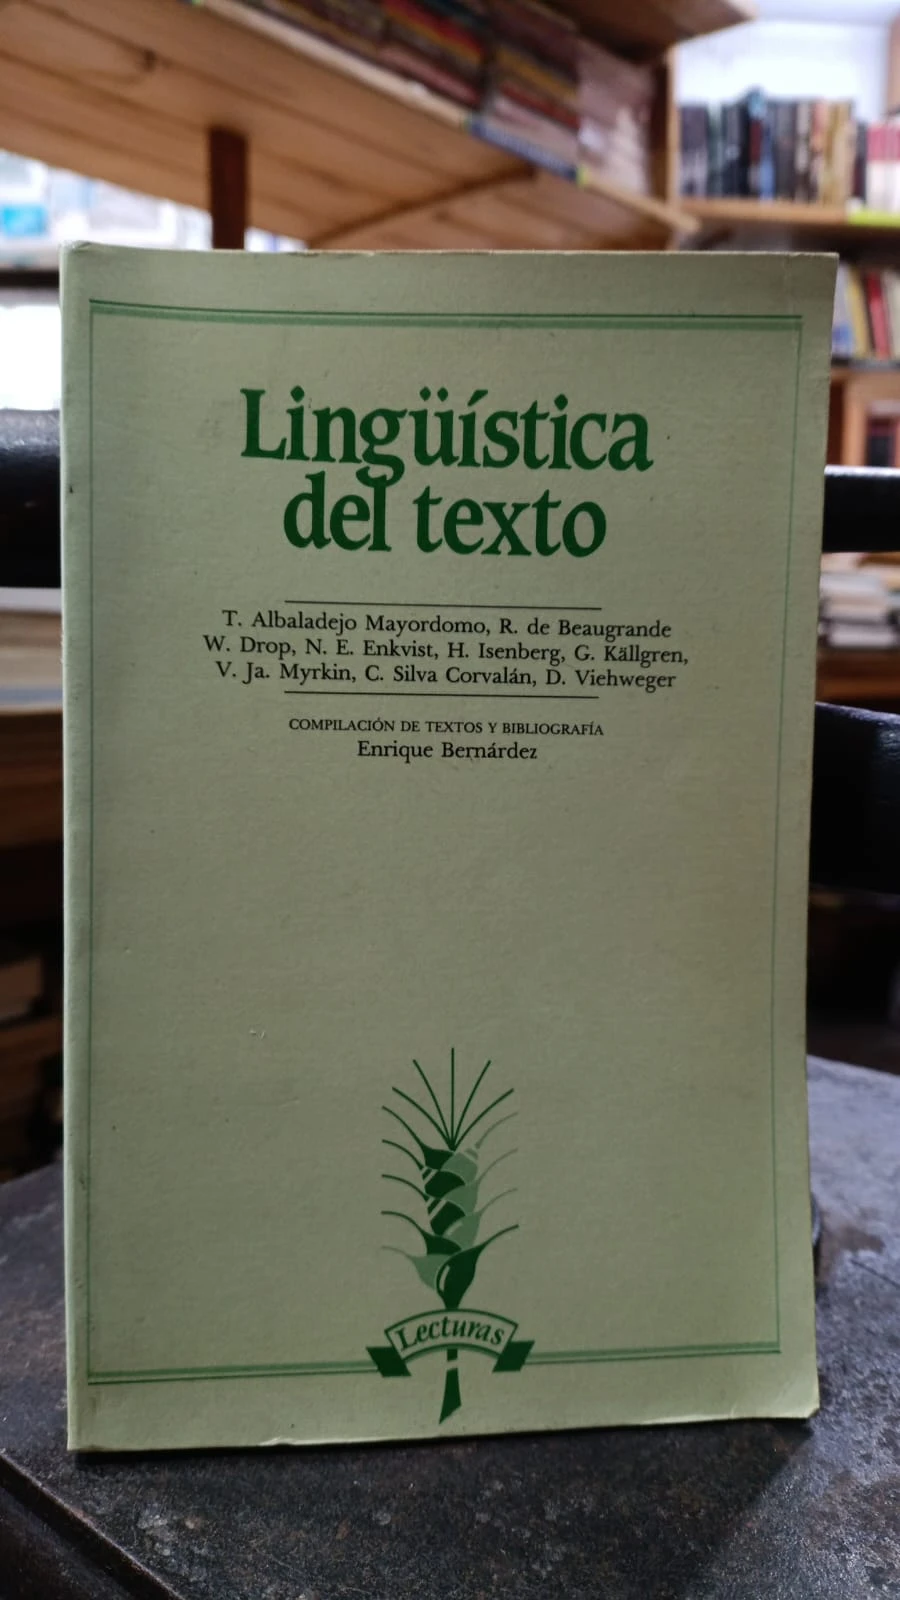 Lingüística
del texto
T. Albaladejo Mayordomo, R. de Beaugrande
W. Drop, N. E. Enkvist, H. Isenberg, G. Källgren,
V. Ja. Myrkin, C. Silva Corvalán, D. Viehweger
COMPILACIÓN DE TEXTOS Y BIBLIOGRAFÍA
Enrique Bernárdez
Lecturas